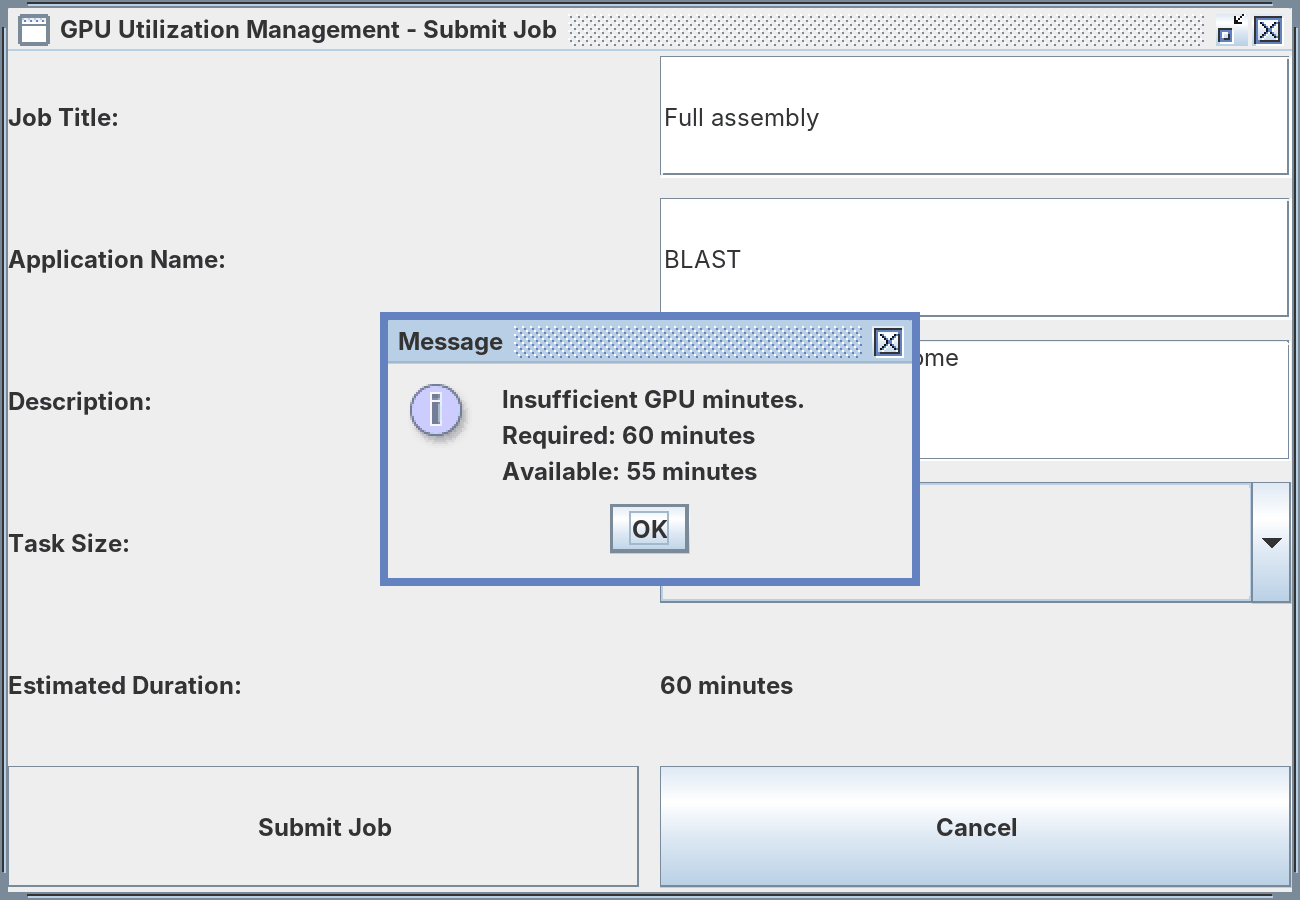 GPU Utilization Management - Submit Job
Job Title:
Full assembly
Application Name:
BLAST
Message
Description:
Insufficient GPU minutes.
Required: 60 minutes
Available: 55 minutes
OK
Task Size:
Estimated Duration:
60 minutes
Submit Job
Cancel